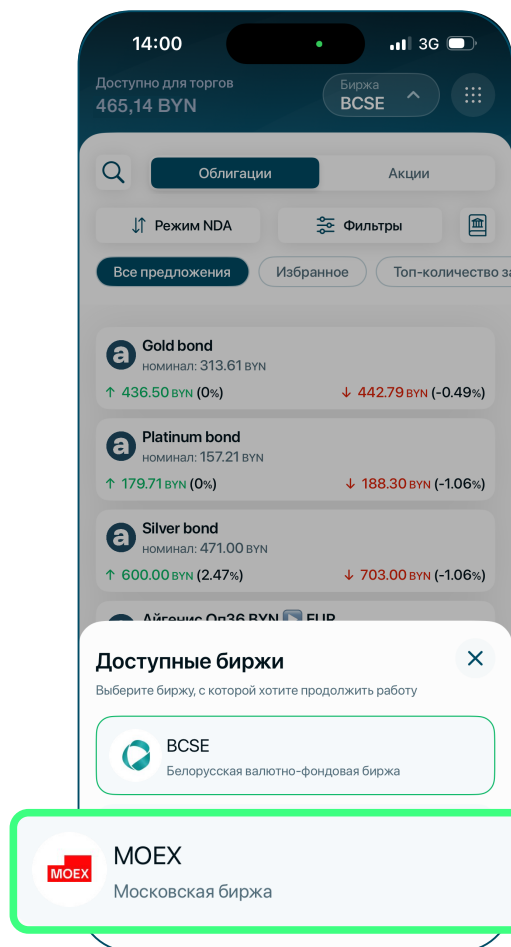 14:00
3G
Доступно для торгов
465,14 BYN
Биржа
BCSE
Облигации
Акции
Режим NDA
Фильтры
Все предложения
Избранное
Топ-количество за
Gold bond
номинал: 313.61 BYN
↑ 436.50 BYN (0%)
↓ 442.79 BYN (-0.49%)
Platinum bond
номинал: 157.21 BYN
↑ 179.71 BYN (0%)
↓ 188.30 BYN (-1.06%)
Silver bond
номинал: 471.00 BYN
↑ 600.00 BYN (2.47%)
↓ 703.00 BYN (-1.06%)
Айгенис Оп36 BYN ▶️ EUR
Доступные биржи
Выберите биржу, с которой хотите продолжить работу
BCSE
Белорусская валютно-фондовая биржа
MOEX
MOEX
Московская биржа